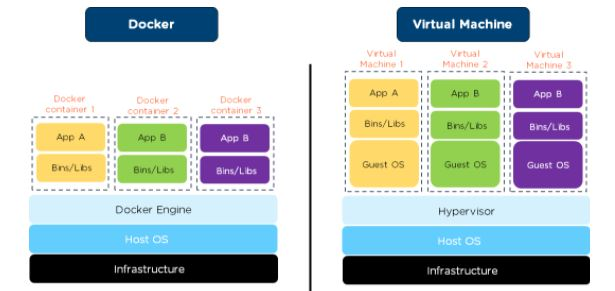 Docker
Docker container 1
Docker container 2
Docker container 3
App A
App B
App B
Bins/Libs
Bins/Libs
Bins/Libs
Docker Engine
Host OS
Infrastructure
Virtual Machine
Virtual Machine 1
Virtual Machine 2
Virtual Machine 3
App A
App B
App B
Bins/Libs
Bins/Libs
Bins/Libs
Guest OS
Guest OS
Guest OS
Hypervisor
Host OS
Infrastructure